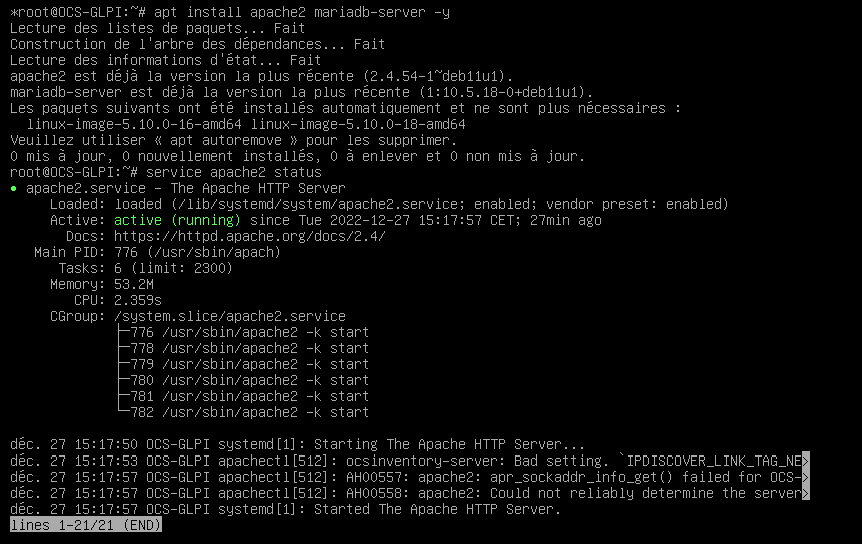 *root@OCS-GLPI:~# apt install apache2 mariadb-server -y
Lecture des listes de paquets... Fait
Construction de l'arbre des dépendances... Fait
Lecture des informations d'état... Fait
apache2 est déjà la version la plus récente (2.4.54-1~deb11u1).
mariadb-server est déjà la version la plus récente (1:10.5.18-0+deb11u1).
Les paquets suivants ont été installés automatiquement et ne sont plus nécessaires :
  linux-image-5.10.0-16-amd64 linux-image-5.10.0-18-amd64
Veuillez utiliser « apt autoremove » pour les supprimer.
0 mis à jour, 0 nouvellement installés, 0 à enlever et 0 non mis à jour.
root@OCS-GLPI:~# service apache2 status
● apache2.service - The Apache HTTP Server
     Loaded: loaded (/lib/systemd/system/apache2.service; enabled; vendor preset: enabled)
     Active: active (running) since Tue 2022-12-27 15:17:57 CET; 27min ago
       Docs: https://httpd.apache.org/docs/2.4/
   Main PID: 776 (/usr/sbin/apach)
      Tasks: 6 (limit: 2300)
     Memory: 53.2M
        CPU: 2.359s
     CGroup: /system.slice/apache2.service
             ├─776 /usr/sbin/apache2 -k start
             ├─778 /usr/sbin/apache2 -k start
             ├─779 /usr/sbin/apache2 -k start
             ├─780 /usr/sbin/apache2 -k start
             ├─781 /usr/sbin/apache2 -k start
             └─782 /usr/sbin/apache2 -k start
déc. 27 15:17:50 OCS-GLPI systemd[1]: Starting The Apache HTTP Server...
déc. 27 15:17:53 OCS-GLPI apachectl[512]: ocsinventory-server: Bad setting. `IPDISCOVER_LINK_TAG_NE>
déc. 27 15:17:57 OCS-GLPI apachectl[512]: AH00557: apache2: apr_sockaddr_info_get() failed for OCS->
déc. 27 15:17:57 OCS-GLPI apachectl[512]: AH00558: apache2: Could not reliably determine the server>
déc. 27 15:17:57 OCS-GLPI systemd[1]: Started The Apache HTTP Server.
lines 1-21/21 (END)